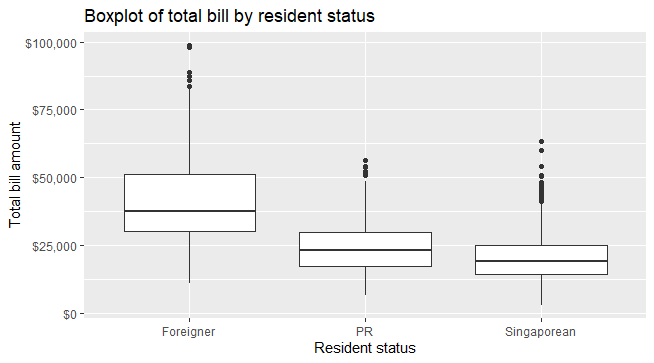 Boxplot of total bill by resident status
Total bill amount
$100,000
$75,000
$50,000
$25,000
$0
Foreigner PR Singaporean
Resident status